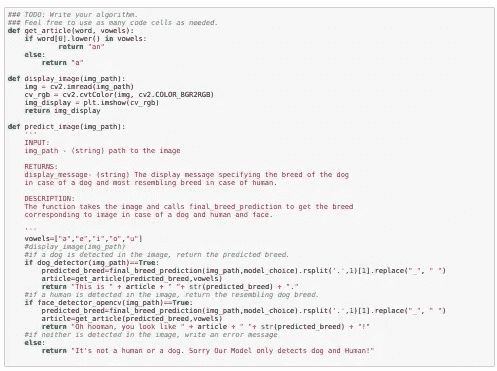 ### TODO: Write your algorithm.
### Feel free to use as many code cells as needed.
def get_article(word, vowels):
    if word[0].lower() in vowels:
            return "an"
    else:
        return "a"

def display_image(img_path):
    img = cv2.imread(img_path)
    cv_rgb = cv2.cvtColor(img, cv2.COLOR_BGR2RGB)
    img_display = plt.imshow(cv_rgb)
    return img_display

def predict_image(img_path):
    '''
    INPUT:
    img_path - (string) path to the image

    RETURNS:
    display_message- (string) The display message specifying the breed of the dog
    in case of a dog and most resembling breed in case of human.

    DESCRIPTION:
    The function takes the image and calls final_breed_prediction to get the breed
    corresponding to image in case of a dog and human and face.

    '''
    vowels=["a","e","i","o","u"]
    #display_image(img_path)
    #if a dog is detected in the image, return the predicted breed.
    if dog_detector(img_path)==True:
        predicted_breed=final_breed_prediction(img_path,model_choice).rsplit('.',1)[1].replace("_", " ")
        article=get_article(predicted_breed,vowels)
        return "This is " + article + " "+ str(predicted_breed) + "."
    #if a human is detected in the image, return the resembling dog breed.
    if face_detector_opencv(img_path)==True:
        predicted_breed=final_breed_prediction(img_path,model_choice).rsplit('.',1)[1].replace("_", " ")
        article=get_article(predicted_breed,vowels)
        return "Oh hooman, you look like " + article + " "+ str(predicted_breed) + "!"
    #if neither is detected in the image, write an error message
    else:
        return "It's not a human or a dog. Sorry Our Model only detects dog and Human!"